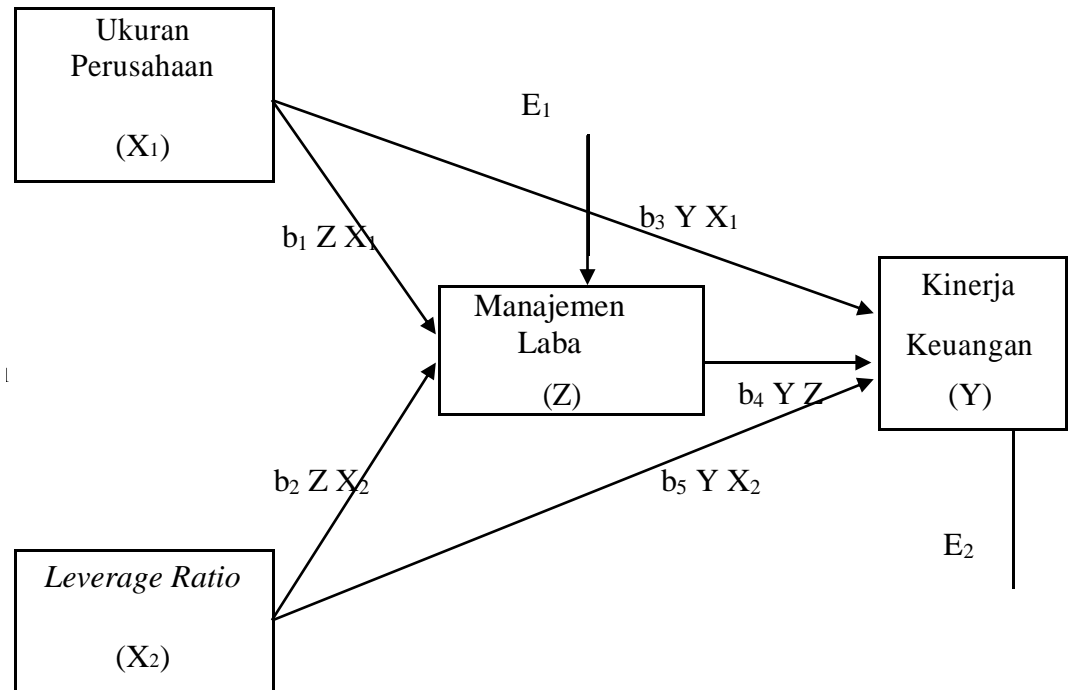 Ukuran
Perusahaan
(X₁)
E₁
b₃ Y X₁
b₁ Z X₁
Manajemen
Laba
(Z)
Kinerja
Keuangan
(Y)
b₄ Y Z
b₂ Z X₂
b₅ Y X₂
E₂
Leverage Ratio
(X₂)